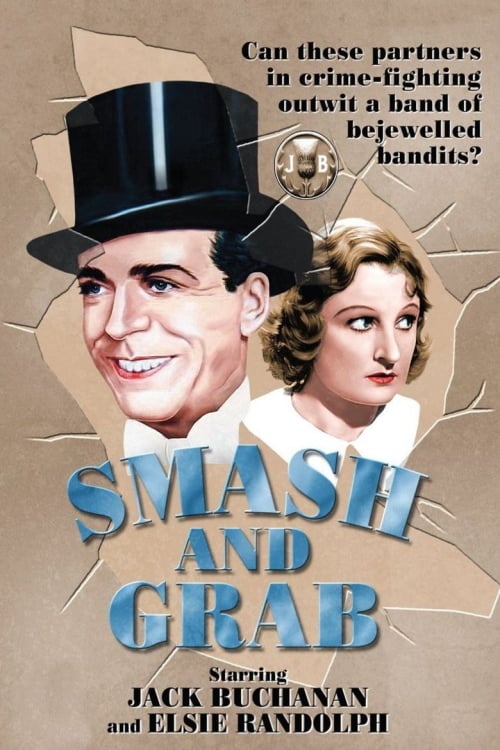 Can these partners
in crime-fighting
outwit a band of
bejewelled
bandits?
J B
SMASH
AND
GRAB
Starring
JACK BUCHANAN
and ELSIE RANDOLPH